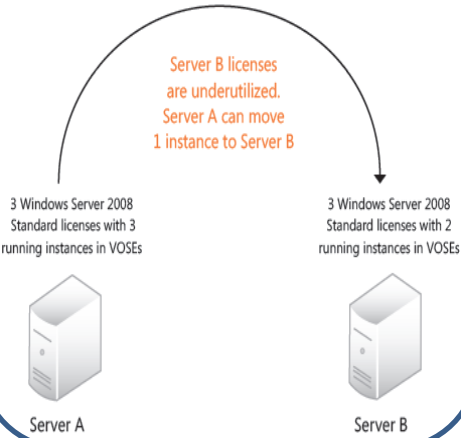 Server B licenses
are underutilized.
Server A can move
1 instance to Server B
3 Windows Server 2008
Standard licenses with 3
running instances in VOSEs
3 Windows Server 2008
Standard licenses with 2
running instances in VOSEs
Server A
Server B